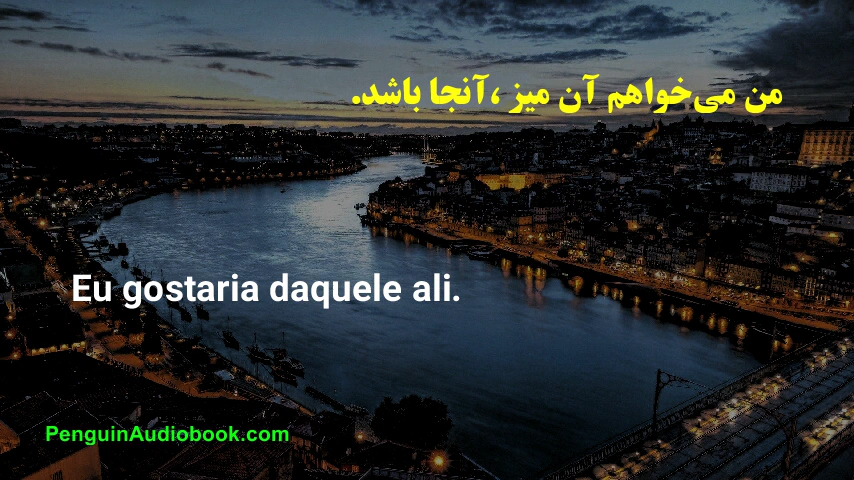 من می‌خواهم آن میز ،آنجا باشد.
Eu gostaria daquele ali.
PenguinAudiobook.com